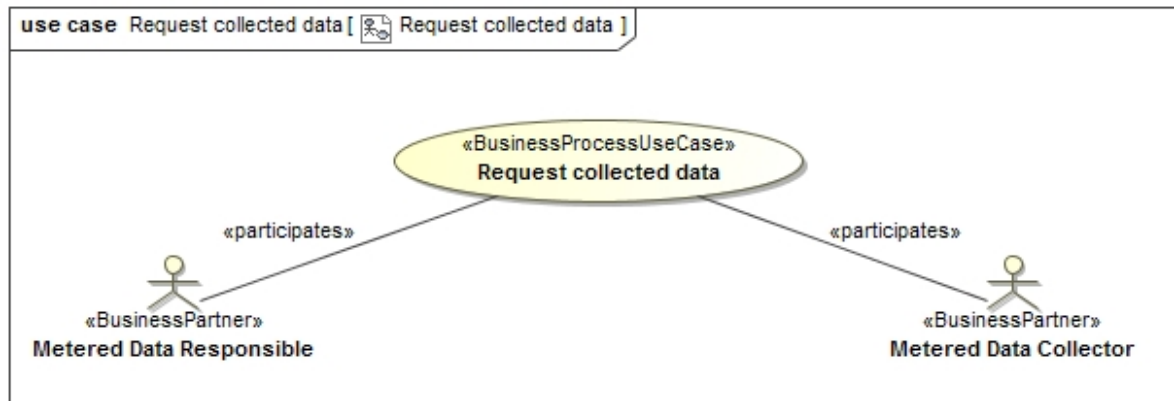 use case Request collected data [ Request collected data ]
«BusinessProcessUseCase»
Request collected data
«participates» «participates»
«BusinessPartner» «BusinessPartner»
Metered Data Responsible Metered Data Collector